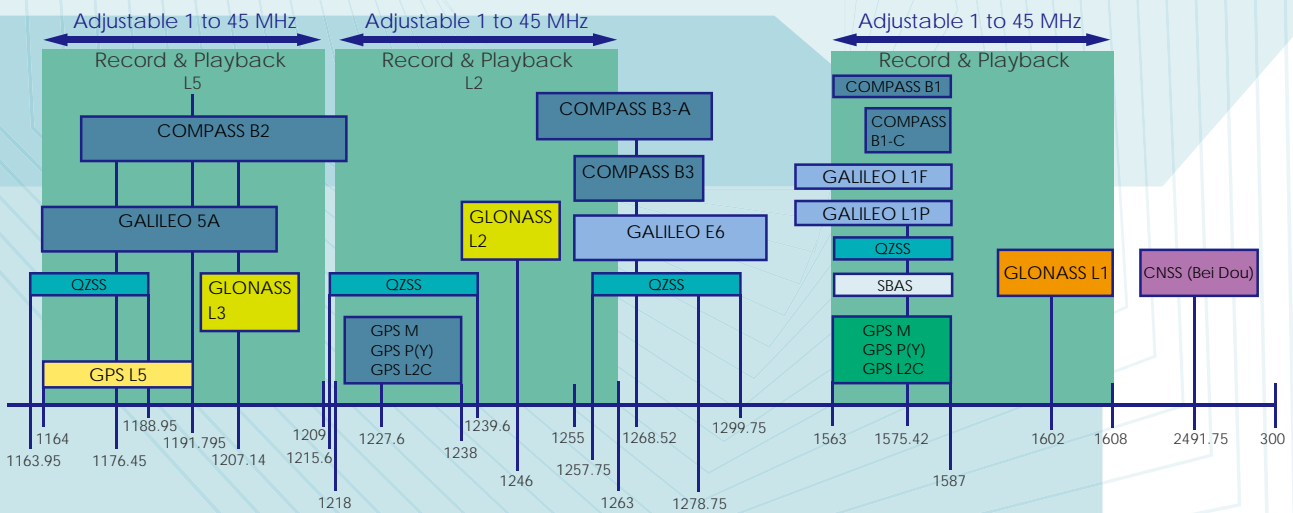 Adjustable 1 to 45 MHz
Adjustable 1 to 45 MHz
Adjustable 1 to 45 MHz
Record & Playback
L5
Record & Playback
L2
Record & Playback
COMPASS B2
COMPASS B3-A
COMPASS B1
COMPASS
B1-C
COMPASS B3
GALILEO L1F
GALILEO 5A
GLONASS
L2
GALILEO E6
GALILEO L1P
QZSS
GLONASS
L3
QZSS
QZSS
QZSS
SBAS
GLONASS L1
CNSS (Bei Dou)
GPS L5
GPS M
GPS P(Y)
GPS L2C
GPS M
GPS P(Y)
GPS L2C
1163.95
1164
1176.45
1188.95
1191.795
1207.14
1209
1215.6
1218
1227.6
1238
1239.6
1246
1255
1257.75
1263
1268.52
1278.75
1299.75
1563
1575.42
1587
1602
1608
2491.75
300